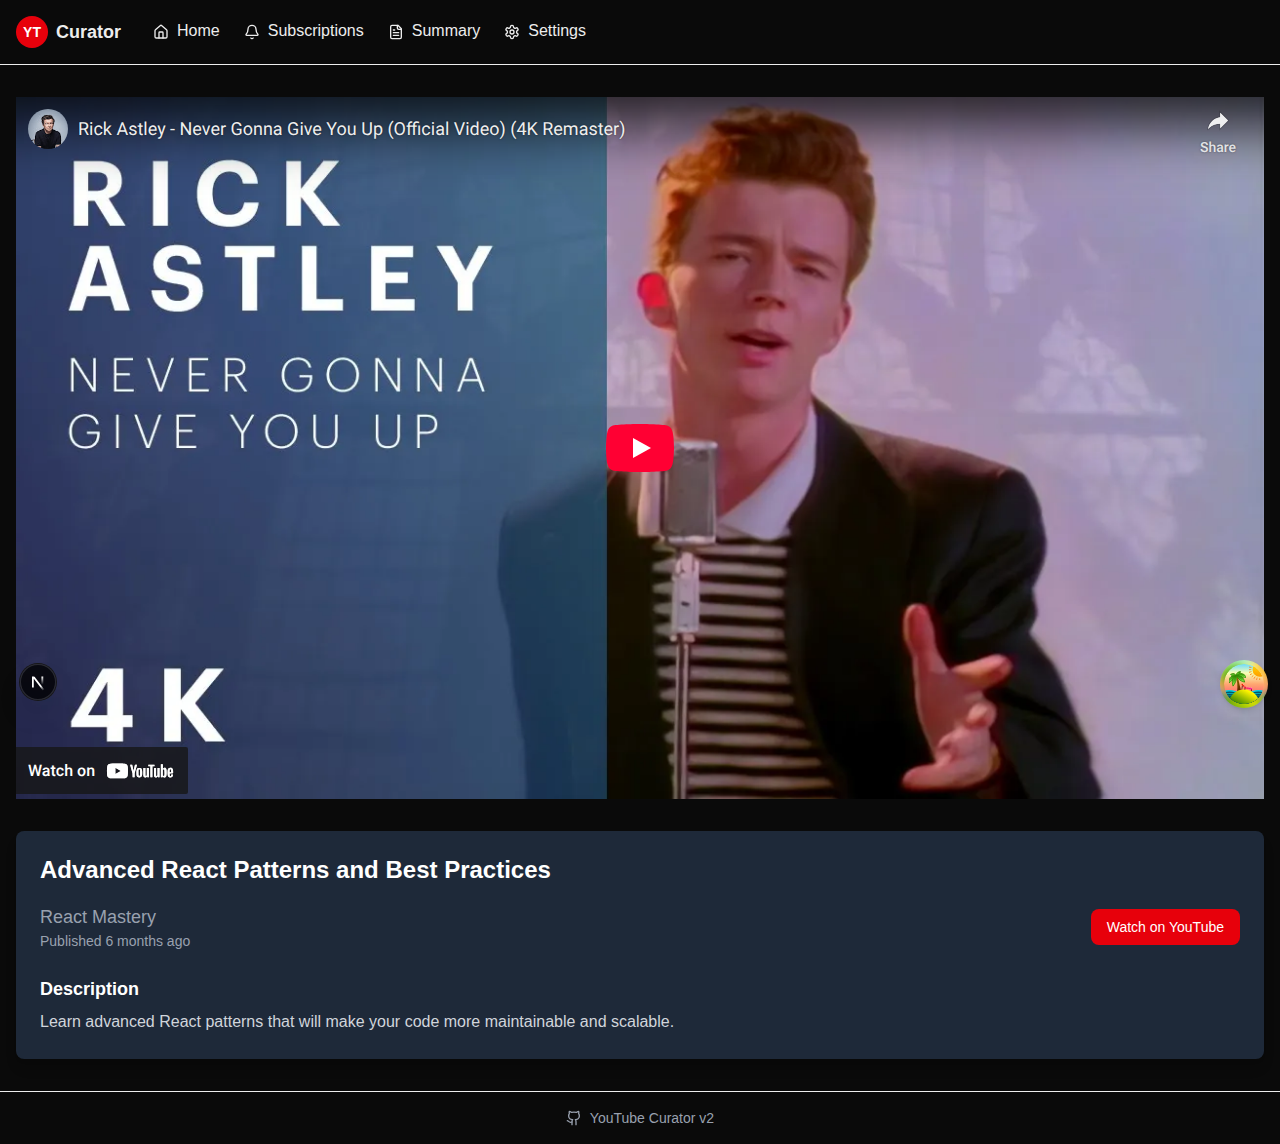 YT Curator Home Subscriptions Summary Settings
Rick Astley - Never Gonna Give You Up (Official Video) (4K Remaster)
Share
RICK
ASTLEY
NEVER GONNA
GIVE YOU UP
N
4K
Watch on YouTube
Advanced React Patterns and Best Practices
React Mastery
Published 6 months ago
Watch on YouTube
Description
Learn advanced React patterns that will make your code more maintainable and scalable.
YouTube Curator v2